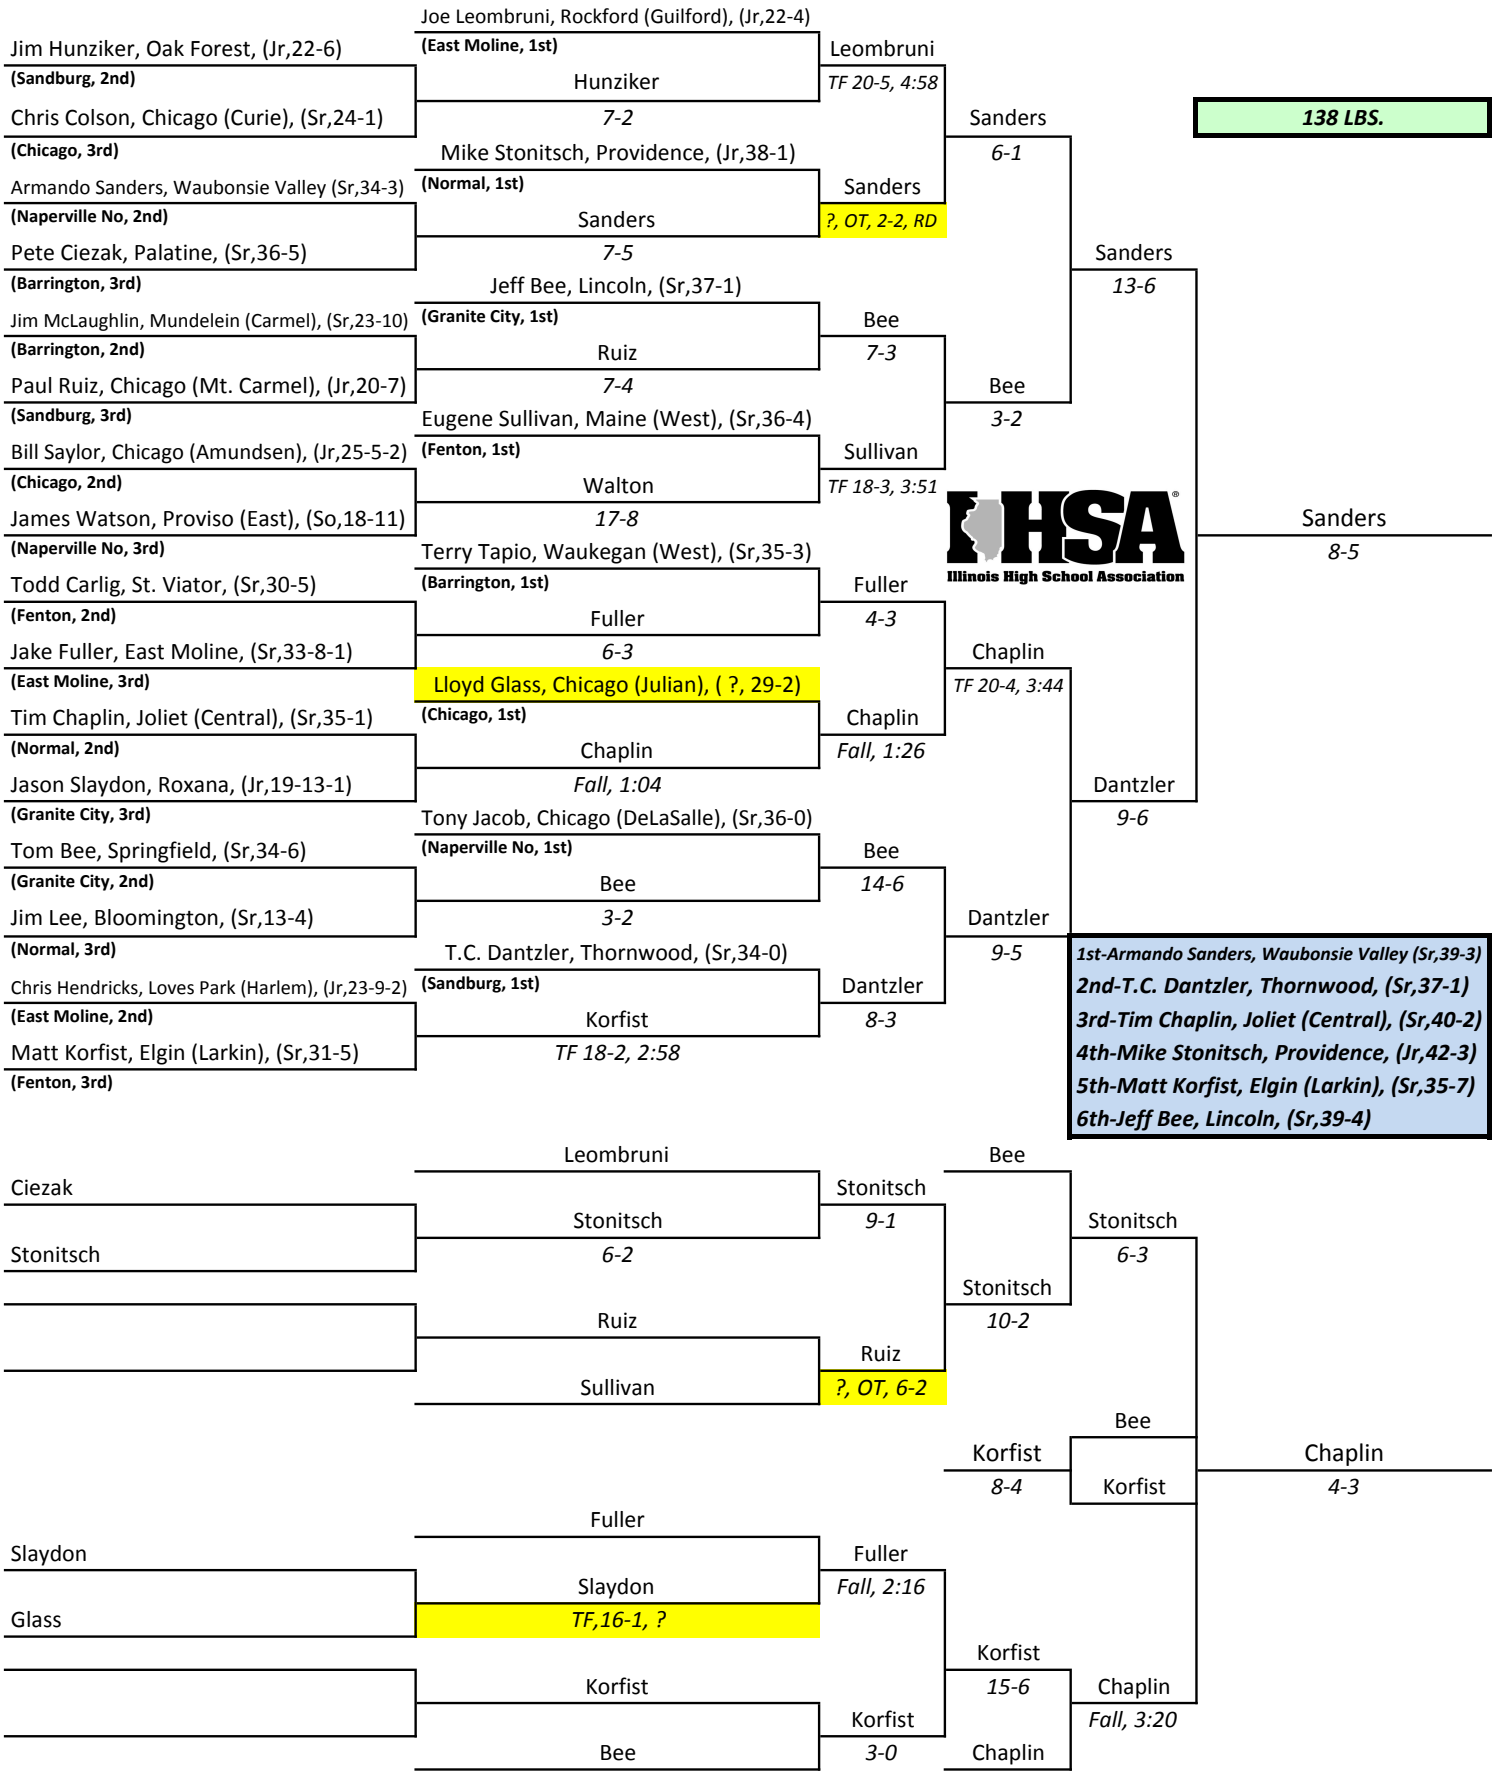 Joe Leombruni, Rockford (Guilford), (Jr,22-4)
Jim Hunziker, Oak Forest, (Jr,22-6)
(East Moline, 1st)
Leombruni
(Sandburg, 2nd)
Hunziker
TF 20-5, 4:58
Chris Colson, Chicago (Curie), (Sr,24-1)
7-2
Sanders
138 LBS.
(Chicago, 3rd)
Mike Stonitsch, Providence, (Jr,38-1)
6-1
Armando Sanders, Waubonsie Valley (Sr,34-3)
(Normal, 1st)
Sanders
(Naperville No, 2nd)
Sanders
?, OT, 2-2, RD
Pete Ciezak, Palatine, (Sr,36-5)
7-5
Sanders
(Barrington, 3rd)
Jeff Bee, Lincoln, (Sr,37-1)
13-6
Jim McLaughlin, Mundelein (Carmel), (Sr,23-10)
(Granite City, 1st)
Bee
(Barrington, 2nd)
Ruiz
7-3
Paul Ruiz, Chicago (Mt. Carmel), (Jr,20-7)
7-4
Bee
(Sandburg, 3rd)
Eugene Sullivan, Maine (West), (Sr,36-4)
3-2
Bill Saylor, Chicago (Amundsen), (Jr,25-5-2)
(Fenton, 1st)
Sullivan
(Chicago, 2nd)
Walton
TF 18-3, 3:51
James Watson, Proviso (East), (So,18-11)
17-8
IHSA®
Sanders
(Naperville No, 3rd)
Terry Tapio, Waukegan (West), (Sr,35-3)
8-5
Todd Carlig, St. Viator, (Sr,30-5)
(Barrington, 1st)
Fuller
Illinois High School Association
(Fenton, 2nd)
Fuller
4-3
Jake Fuller, East Moline, (Sr,33-8-1)
6-3
Chaplin
(East Moline, 3rd)
Lloyd Glass, Chicago (Julian), ( ?, 29-2)
TF 20-4, 3:44
Tim Chaplin, Joliet (Central), (Sr,35-1)
(Chicago, 1st)
Chaplin
(Normal, 2nd)
Chaplin
Fall, 1:26
Jason Slaydon, Roxana, (Jr,19-13-1)
Fall, 1:04
Dantzler
(Granite City, 3rd)
Tony Jacob, Chicago (DeLaSalle), (Sr,36-0)
9-6
Tom Bee, Springfield, (Sr,34-6)
(Naperville No, 1st)
Bee
(Granite City, 2nd)
Bee
14-6
Jim Lee, Bloomington, (Sr,13-4)
3-2
Dantzler
(Normal, 3rd)
T.C. Dantzler, Thornwood, (Sr,34-0)
9-5
1st-Armando Sanders, Waubonsie Valley (Sr,39-3)
Chris Hendricks, Loves Park (Harlem), (Jr,23-9-2)
(Sandburg, 1st)
Dantzler
2nd-T.C. Dantzler, Thornwood, (Sr,37-1)
(East Moline, 2nd)
Korfist
8-3
3rd-Tim Chaplin, Joliet (Central), (Sr,40-2)
Matt Korfist, Elgin (Larkin), (Sr,31-5)
TF 18-2, 2:58
4th-Mike Stonitsch, Providence, (Jr,42-3)
(Fenton, 3rd)
5th-Matt Korfist, Elgin (Larkin), (Sr,35-7)
6th-Jeff Bee, Lincoln, (Sr,39-4)
Leombruni
Bee
Ciezak
Stonitsch
Stonitsch
9-1
Stonitsch
Stonitsch
6-2
6-3
Stonitsch
Ruiz
10-2
Ruiz
Sullivan
?, OT, 6-2
Bee
Korfist
Chaplin
8-4
Korfist
4-3
Fuller
Slaydon
Fuller
Slaydon
Fall, 2:16
Glass
TF,16-1, ?
Korfist
Korfist
15-6
Chaplin
Korfist
Fall, 3:20
Bee
3-0
Chaplin